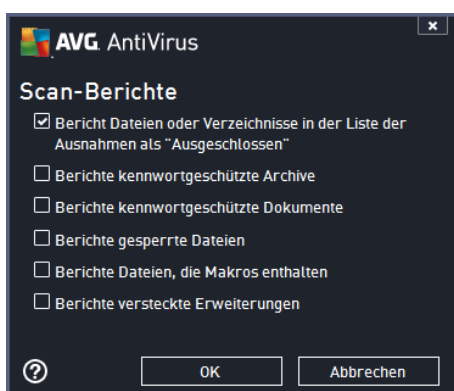 AVG. AntiVirus
Scan-Berichte
Bericht Dateien oder Verzeichnisse in der Liste der
Ausnahmen als "Ausgeschlossen"
Berichte kennwortgeschützte Archive
Berichte kennwortgeschützte Dokumente
Berichte gesperrte Dateien
Berichte Dateien, die Makros enthalten
Berichte versteckte Erweiterungen
? OK Abbrechen